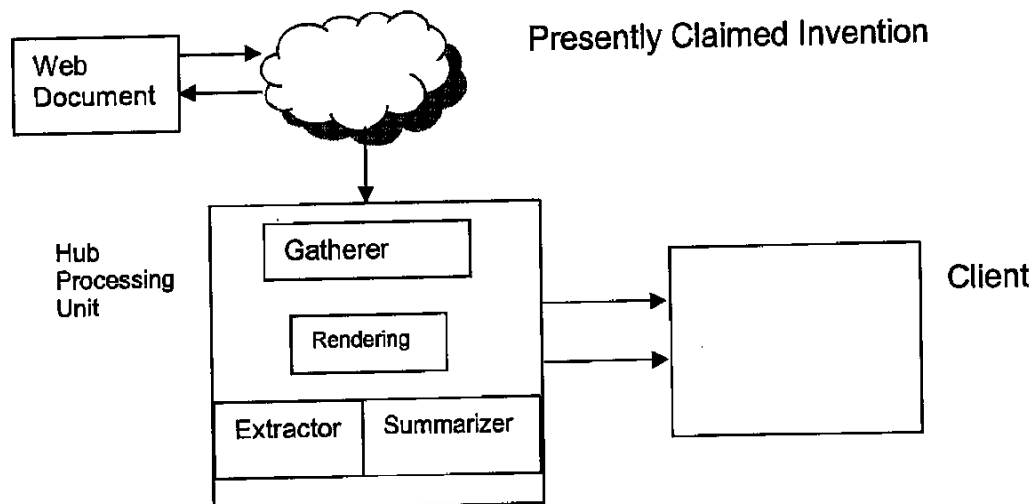 Presently Claimed Invention
Web
Document
Hub
Processing
Unit
Gatherer
Rendering
Extractor
Summarizer
Client